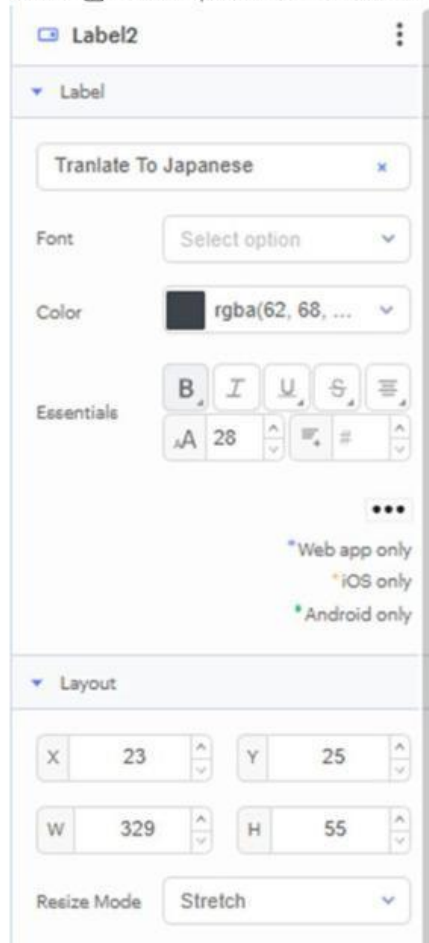 Label2
Label
Tranlate To Japanese ×
Font Select option
Color rgba(62, 68, ...
B I U S
Essentials
AA 28 #
•••
*Web app only
*iOS only
*Android only
Layout
X 23 Y 25
W 329 H 55
Resize Mode Stretch